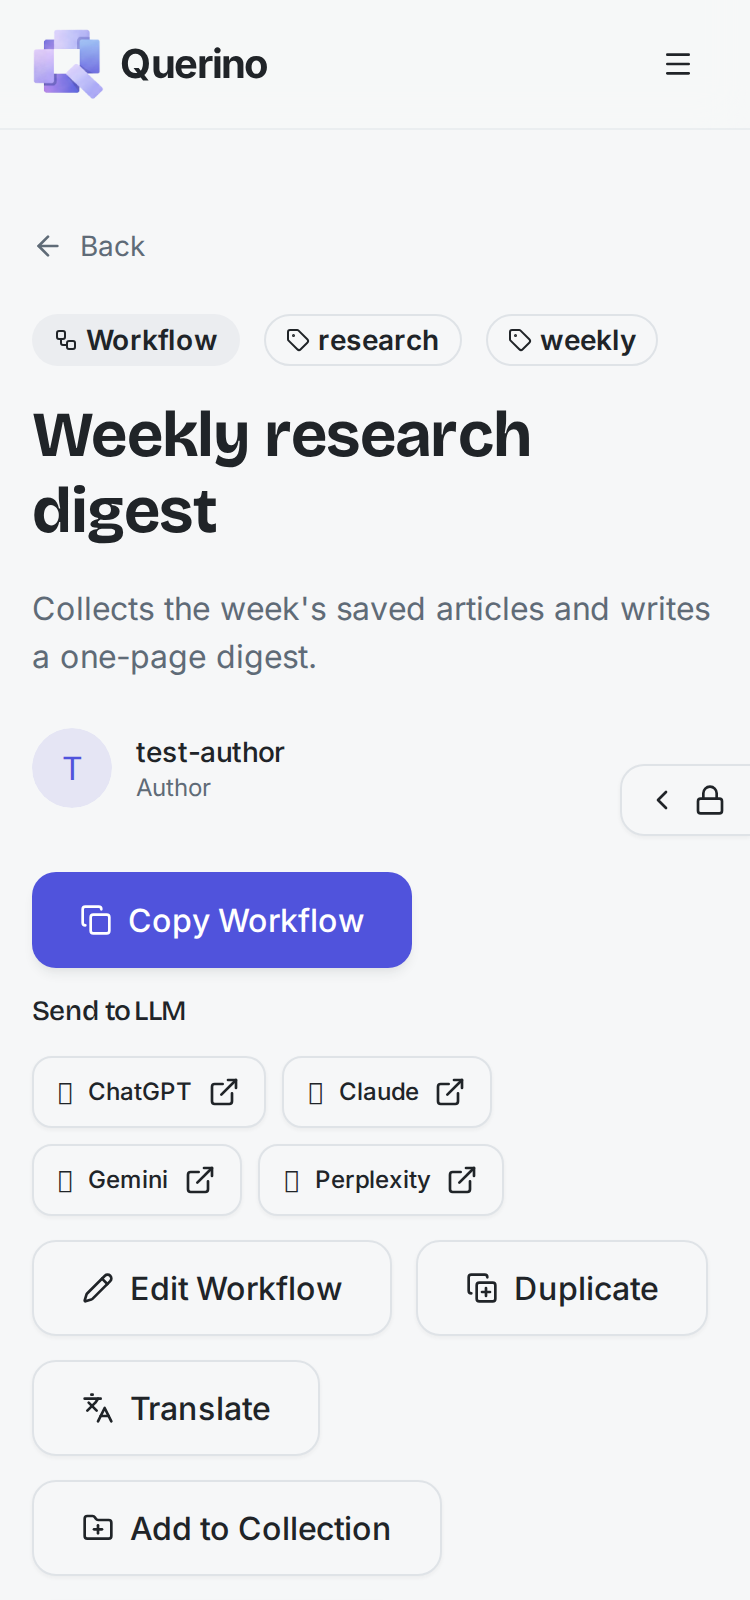 Querino
Back
Workflow
research
weekly
Weekly research
digest
Collects the week's saved articles and writes
a one-page digest.
T
test-author
Author
Copy Workflow
Send to LLM
ChatGPT
Claude
Gemini
Perplexity
Edit Workflow
Duplicate
Translate
Add to Collection